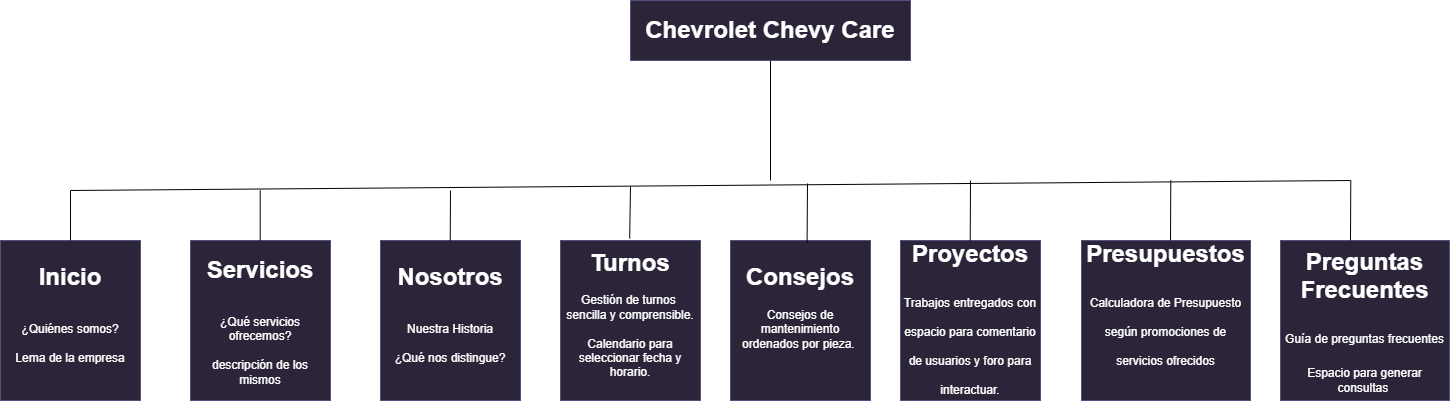 Chevrolet Chevy Care
Inicio
¿Quiénes somos?
Lema de la empresa
Servicios
¿Qué servicios
ofrecemos?
descripción de los
mismos
Nosotros
Nuestra Historia
¿Qué nos distingue?
Turnos
Gestión de turnos
sencilla y comprensible.
Calendario para
seleccionar fecha y
horario.
Consejos
Consejos de
mantenimiento
ordenados por pieza.
Proyectos
Trabajos entregados con
espacio para comentario
de usuarios y foro para
interactuar.
Presupuestos
Calculadora de Presupuesto
según promociones de
servicios ofrecidos
Preguntas
Frecuentes
Guía de preguntas frecuentes
Espacio para generar
consultas